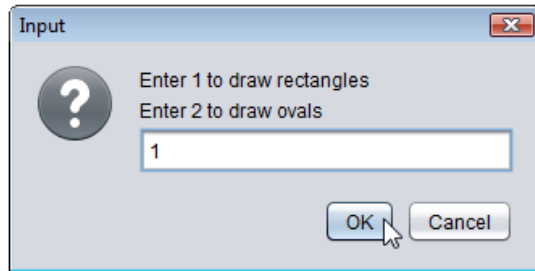 Input
Enter 1 to draw rectangles
Enter 2 to draw ovals
1
OK
Cancel